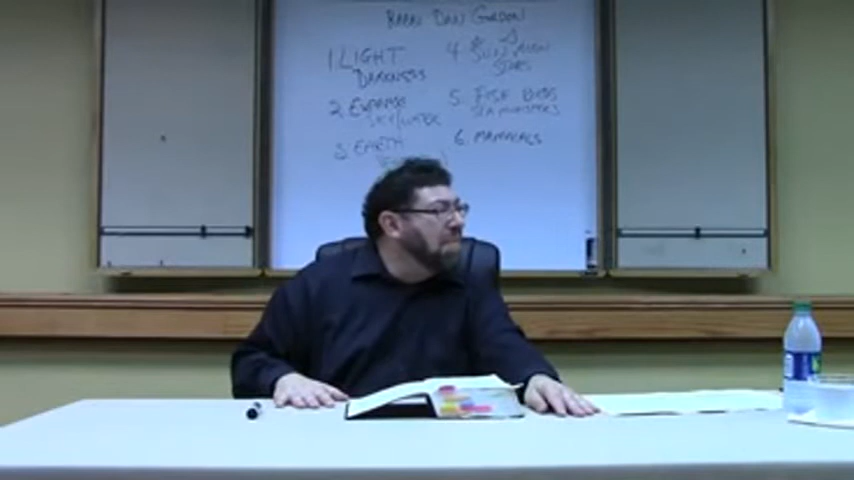 RABBI DAN GORDON
1 LIGHT
DARKNESS
2. EXPANSE
SKY/WATER
3. EARTH
4. SUN MOON
STARS
5. FISH BIRDS
SEA MONSTERS
6. MAMMALS